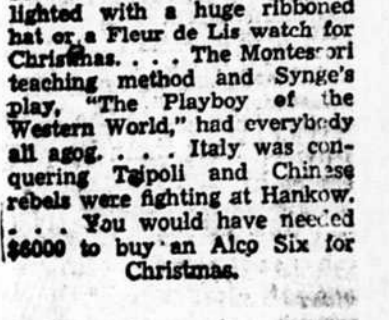 lighted with a huge ribboned
hat or a Fleur de Lis watch for
Christmas. . . . The Montessori
teaching method and Synge's
play, "The Playboy of the
Western World," had everybody
all agog. . . . Italy was con-
quering Tripoli and Chinese
rebels were fighting at Hankow.
. . . You would have needed
$6000 to buy an Alco Six for
Christmas.